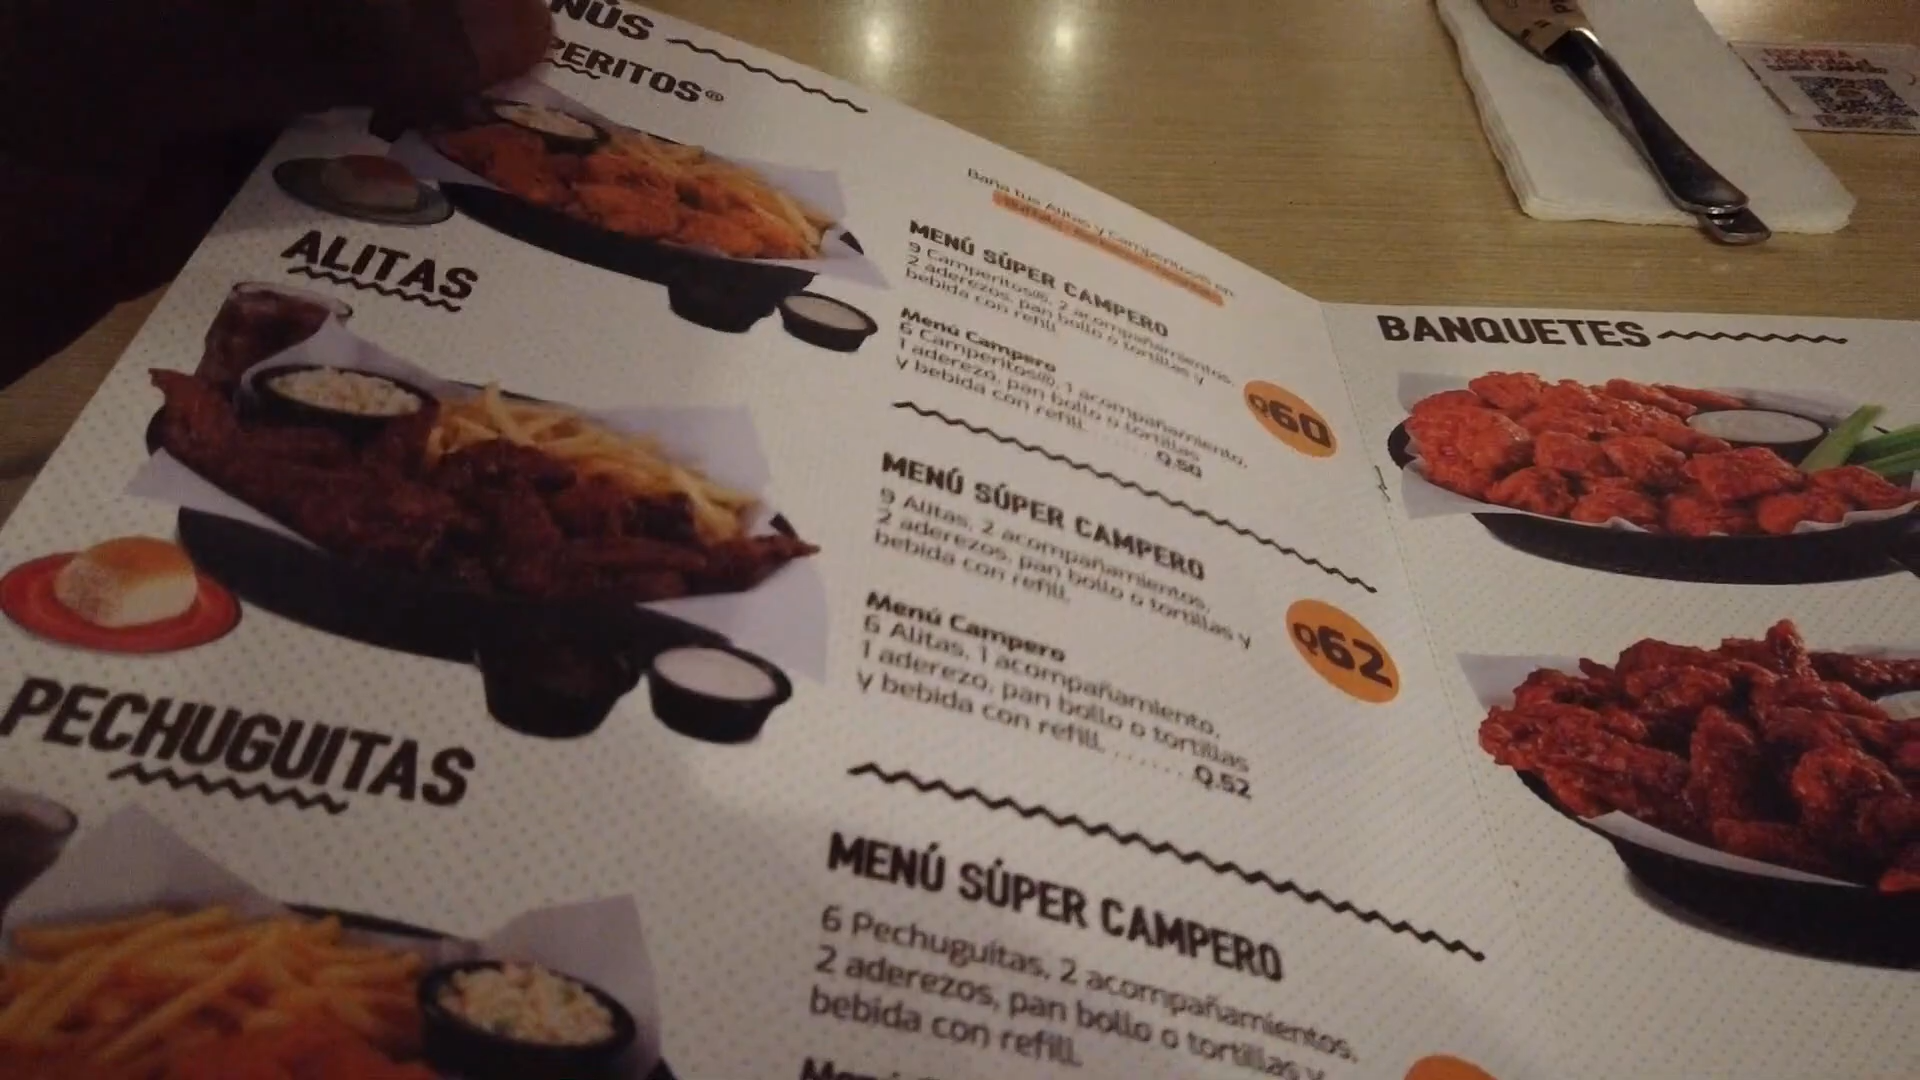 NÚS
PERITOS®
Baña tus Alitas y Camperitos® en
MENÚ SÚPER CAMPERO
9 Camperitos®, 2 acompañamientos,
2 aderezos, pan bollo o tortillas y
bebida con refill.
Q60
Menú Campero
6 Camperitos®, 1 acompañamiento,
1 aderezo, pan bollo o tortillas
y bebida con refill. . . . . . Q.50
ALITAS
MENÚ SÚPER CAMPERO
9 Alitas, 2 acompañamientos,
2 aderezos, pan bollo o tortillas y
bebida con refill.
Q62
Menú Campero
6 Alitas, 1 acompañamiento,
1 aderezo, pan bollo o tortillas
y bebida con refill. . . . . . . Q.52
PECHUGUITAS
MENÚ SÚPER CAMPERO
6 Pechuguitas, 2 acompañamientos,
2 aderezos, pan bollo o tortillas y
bebida con refill.
BANQUETES